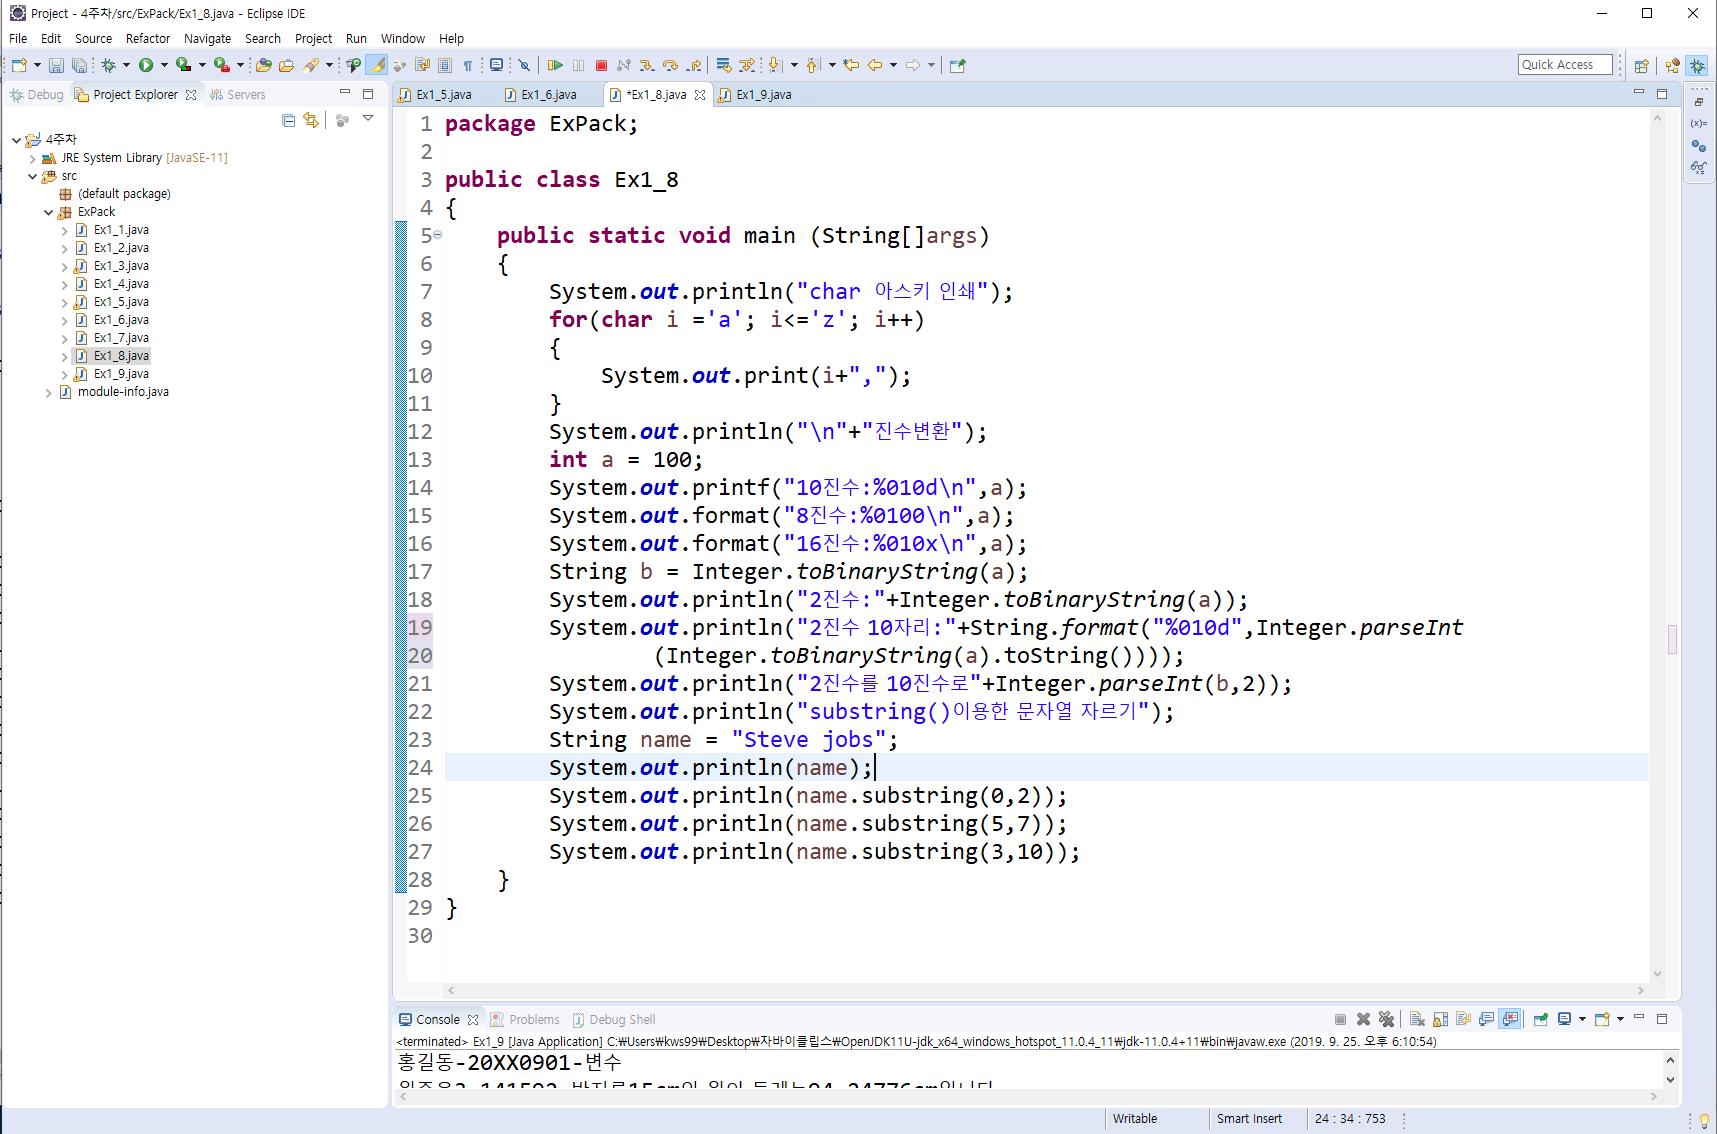 Project - 4주차/src/ExPack/Ex1_8.java - Eclipse IDE
File Edit Source Refactor Navigate Search Project Run Window Help
Quick Access
Debug Project Explorer Servers
4주차
JRE System Library [JavaSE-11]
src
(default package)
ExPack
Ex1_1.java
Ex1_2.java
Ex1_3.java
Ex1_4.java
Ex1_5.java
Ex1_6.java
Ex1_7.java
Ex1_8.java
Ex1_9.java
module-info.java
Ex1_5.java Ex1_6.java *Ex1_8.java Ex1_9.java
1 package ExPack;
2
3 public class Ex1_8
4 {
5 public static void main (String[]args)
6 {
7 System.out.println("char 아스키 인쇄");
8 for(char i ='a'; i<='z'; i++)
9 {
10 System.out.print(i+",");
11 }
12 System.out.println("\n"+"진수변환");
13 int a = 100;
14 System.out.printf("10진수:%010d\n",a);
15 System.out.format("8진수:%010o\n",a);
16 System.out.format("16진수:%010x\n",a);
17 String b = Integer.toBinaryString(a);
18 System.out.println("2진수:"+Integer.toBinaryString(a));
19 System.out.println("2진수 10자리:"+String.format("%010d",Integer.parseInt
20 (Integer.toBinaryString(a).toString())));
21 System.out.println("2진수를 10진수로"+Integer.parseInt(b,2));
22 System.out.println("substring()이용한 문자열 자르기");
23 String name = "Steve jobs";
24 System.out.println(name);
25 System.out.println(name.substring(0,2));
26 System.out.println(name.substring(5,7));
27 System.out.println(name.substring(3,10));
28 }
29 }
30
Console Problems Debug Shell
<terminated> Ex1_9 [Java Application] C:₩Users₩kws99₩Desktop₩자바이클립스₩OpenJDK11U-jdk_x64_windows_hotspot_11.0.4_11₩jdk-11.0.4+11₩bin₩javaw.exe (2019. 9. 25. 오후 6:10:54)
홍길동-20XX0901-변수
Writable Smart Insert 24 : 34 : 753